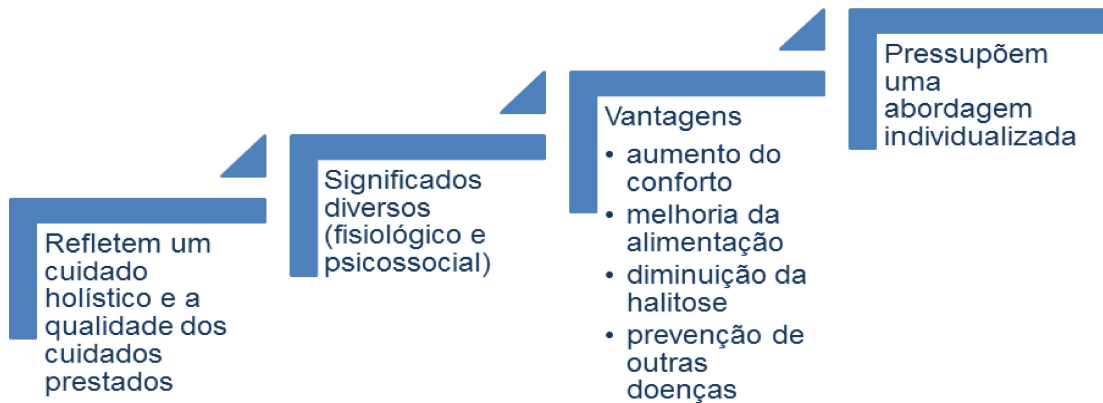 Refletem um
cuidado
holístico e a
qualidade dos
cuidados
prestados
Significados
diversos
(fisiológico e
psicossocial)
Vantagens
• aumento do
conforto
• melhoria da
alimentação
• diminuição da
halitose
• prevenção de
outras
doenças
Pressupõem
uma
abordagem
individualizada